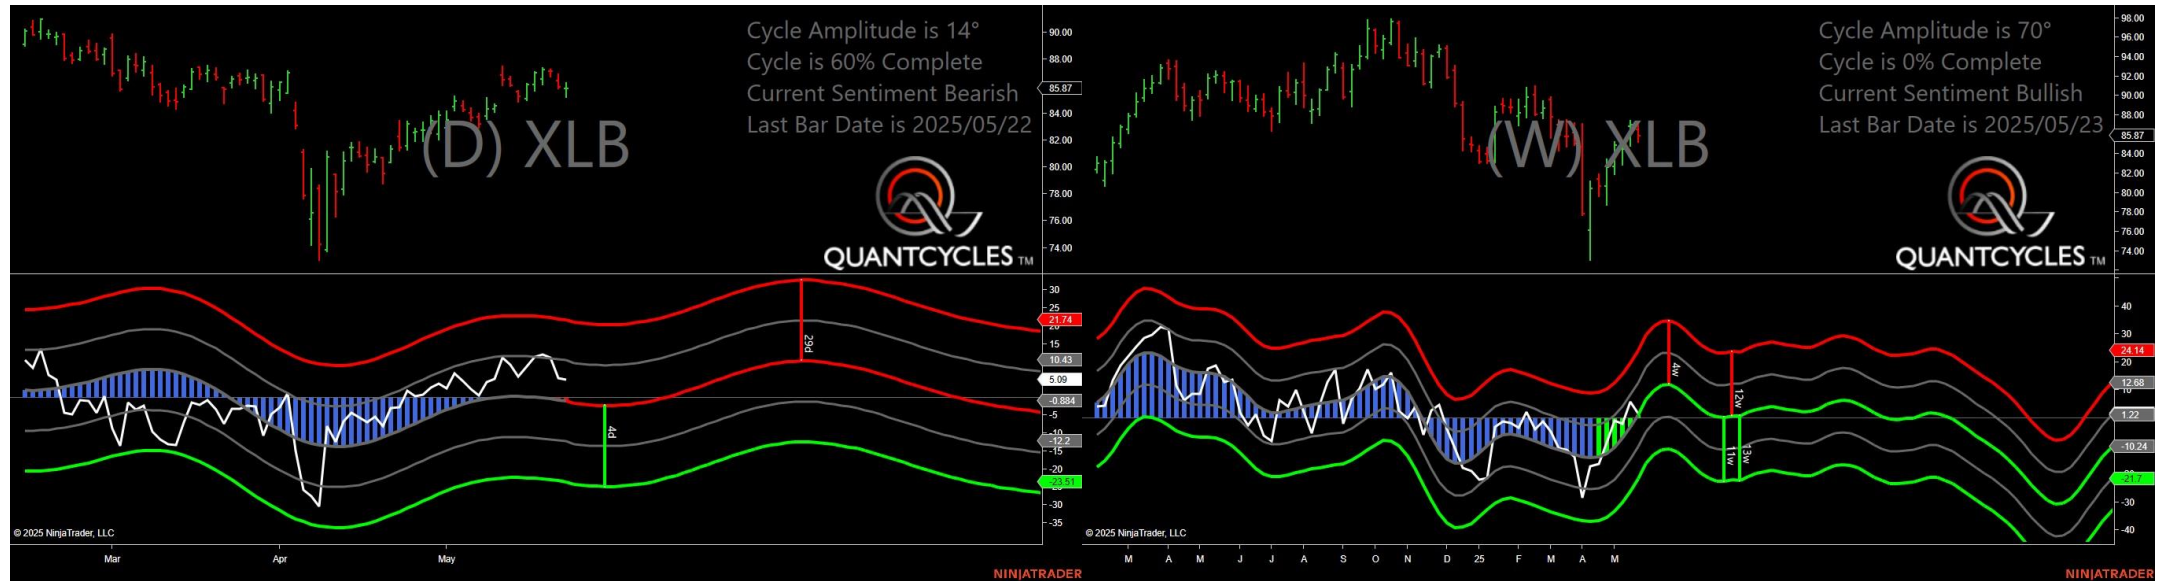 Cycle Amplitude is 14°
Cycle is 60% Complete
Current Sentiment Bearish
Last Bar Date is 2025/05/22
(D) XLB
QUANTCYCLES TM
90.00
88.00
85.87
84.00
82.00
80.00
78.00
76.00
74.00
30
25
21.74
20
15
10.43
5.09
-0.884
-5
-10
-12.2
-15
-20
-23.51
-30
-35
29d
4d
© 2025 NinjaTrader, LLC
Mar Apr May
NINJATRADER
Cycle Amplitude is 70°
Cycle is 0% Complete
Current Sentiment Bullish
Last Bar Date is 2025/05/23
(W) XLB
QUANTCYCLES TM
98.00
96.00
94.00
92.00
90.00
88.00
85.87
84.00
82.00
80.00
78.00
76.00
74.00
40
30
24.14
20
12.68
10
1.22
-10.24
-21.7
-30
-40
4w
12w
11w
13w
© 2025 NinjaTrader, LLC
M A M J J A S O N D 25 F M A M
NINJATRADER